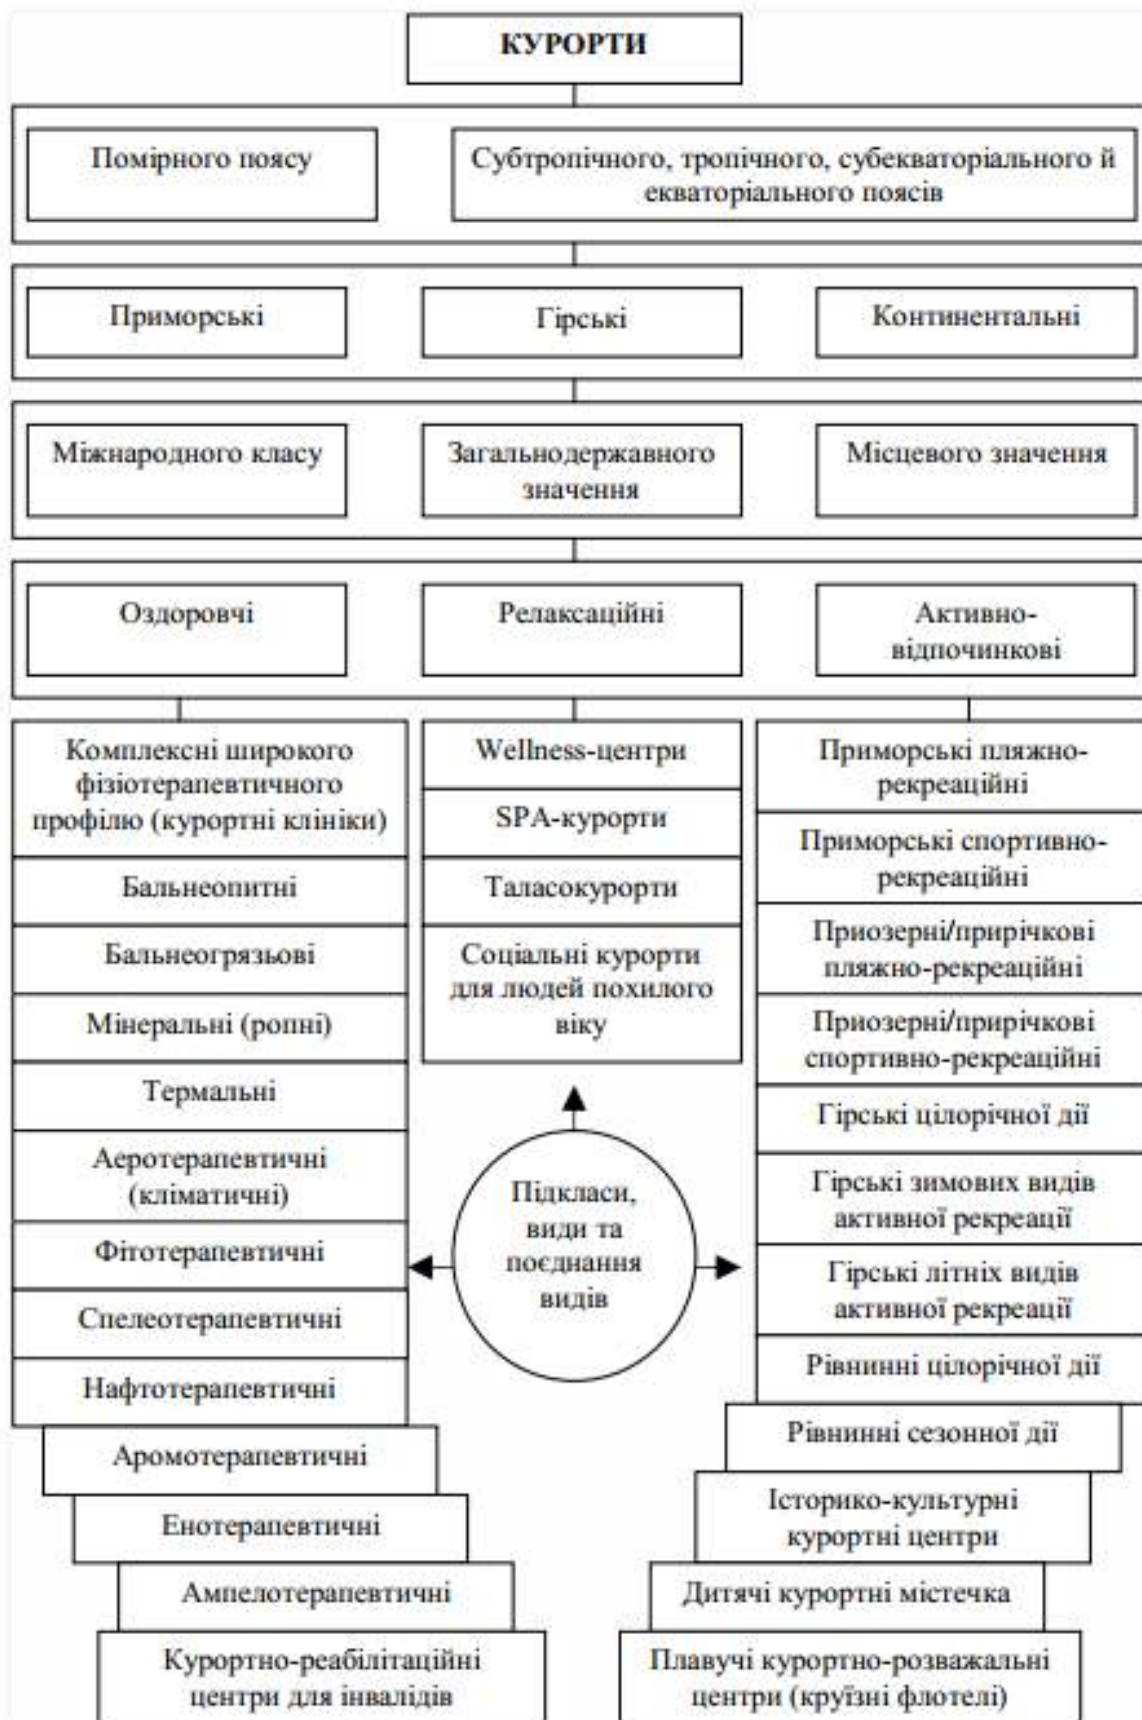 КУРОРТИ
Помірного поясу
Субтропічного, тропічного, субекваторіального й
екваторіального поясів
Приморські
Гірські
Континентальні
Міжнародного класу
Загальнодержавного
значення
Місцевого значення
Оздоровчі
Релаксаційні
Активно-
відпочинкові
Комплексні широкого
фізіотерапевтичного
профілю (курортні клініки)
Бальнеопитні
Бальнеогрязьові
Мінеральні (ропні)
Термальні
Аеротерапевтичні
(кліматичні)
Фітотерапевтичні
Спелеотерапевтичні
Нафтотерапевтичні
Аромотерапевтичні
Енотерапевтичні
Ампелотерапевтичні
Курортно-реабілітаційні
центри для інвалідів
Wellness-центри
SPA-курорти
Таласокурорти
Соціальні курорти
для людей похилого
віку
Підкласи,
види та
поєднання
видів
Приморські пляжно-
рекреаційні
Приморські спортивно-
рекреаційні
Приозерні/прирічкові
пляжно-рекреаційні
Приозерні/прирічкові
спортивно-рекреаційні
Гірські цілорічної дії
Гірські зимових видів
активної рекреації
Гірські літніх видів
активної рекреації
Рівнинні цілорічної дії
Рівнинні сезонної дії
Історико-культурні
курортні центри
Дитячі курортні містечка
Плавучі курортно-розважальні
центри (круїзні флотелі)